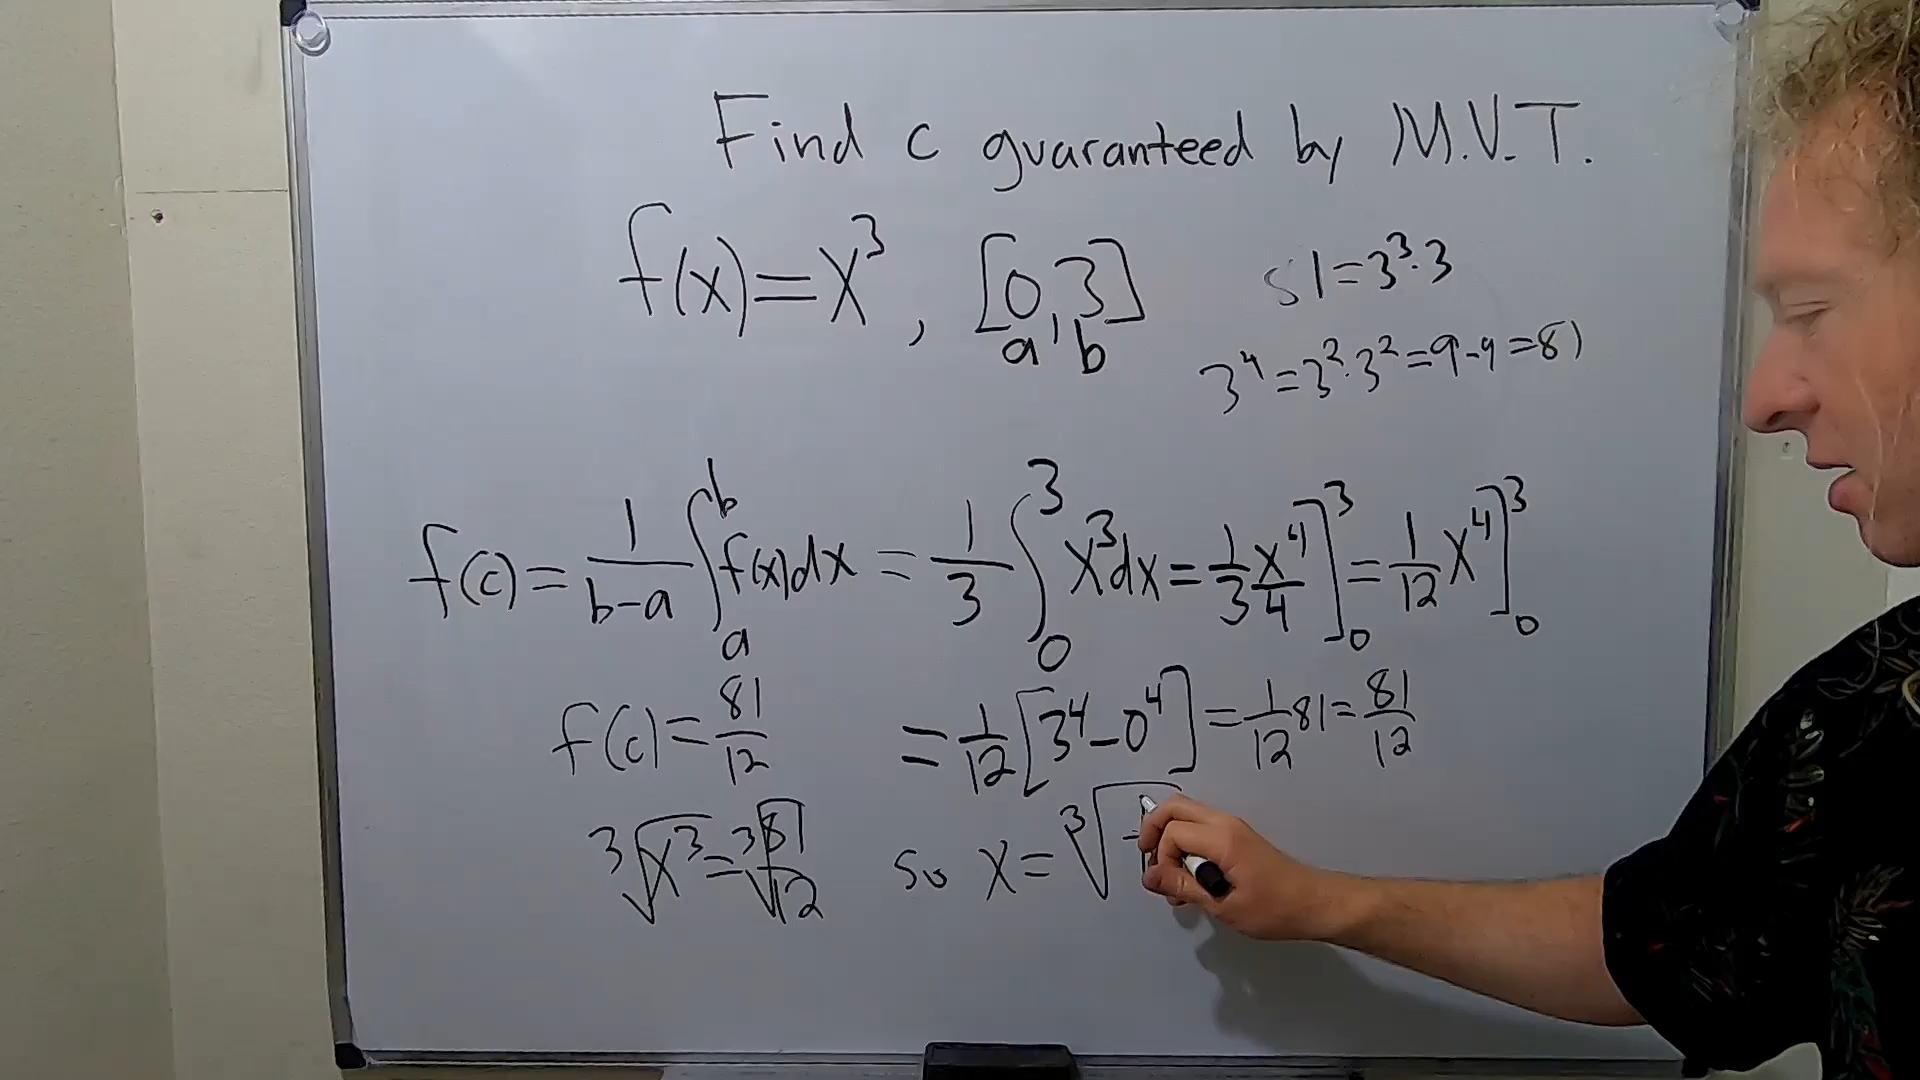 Find c guaranteed by M.V.T.
f(x)=x³, [0,3]
a b
81=3³·3
3⁴=3²·3²=9·9=81
f(c)=1/(b-a) ∫ₐᵇ f(x)dx = 1/3 ∫₀³ x³dx = 1/3 x⁴/4]₀³ = 1/12 x⁴]₀³
f(c)=81/12 = 1/12[3⁴-0⁴] = 1/12 81 = 81/12
³√x³ = ³√81/12 so x = ³√